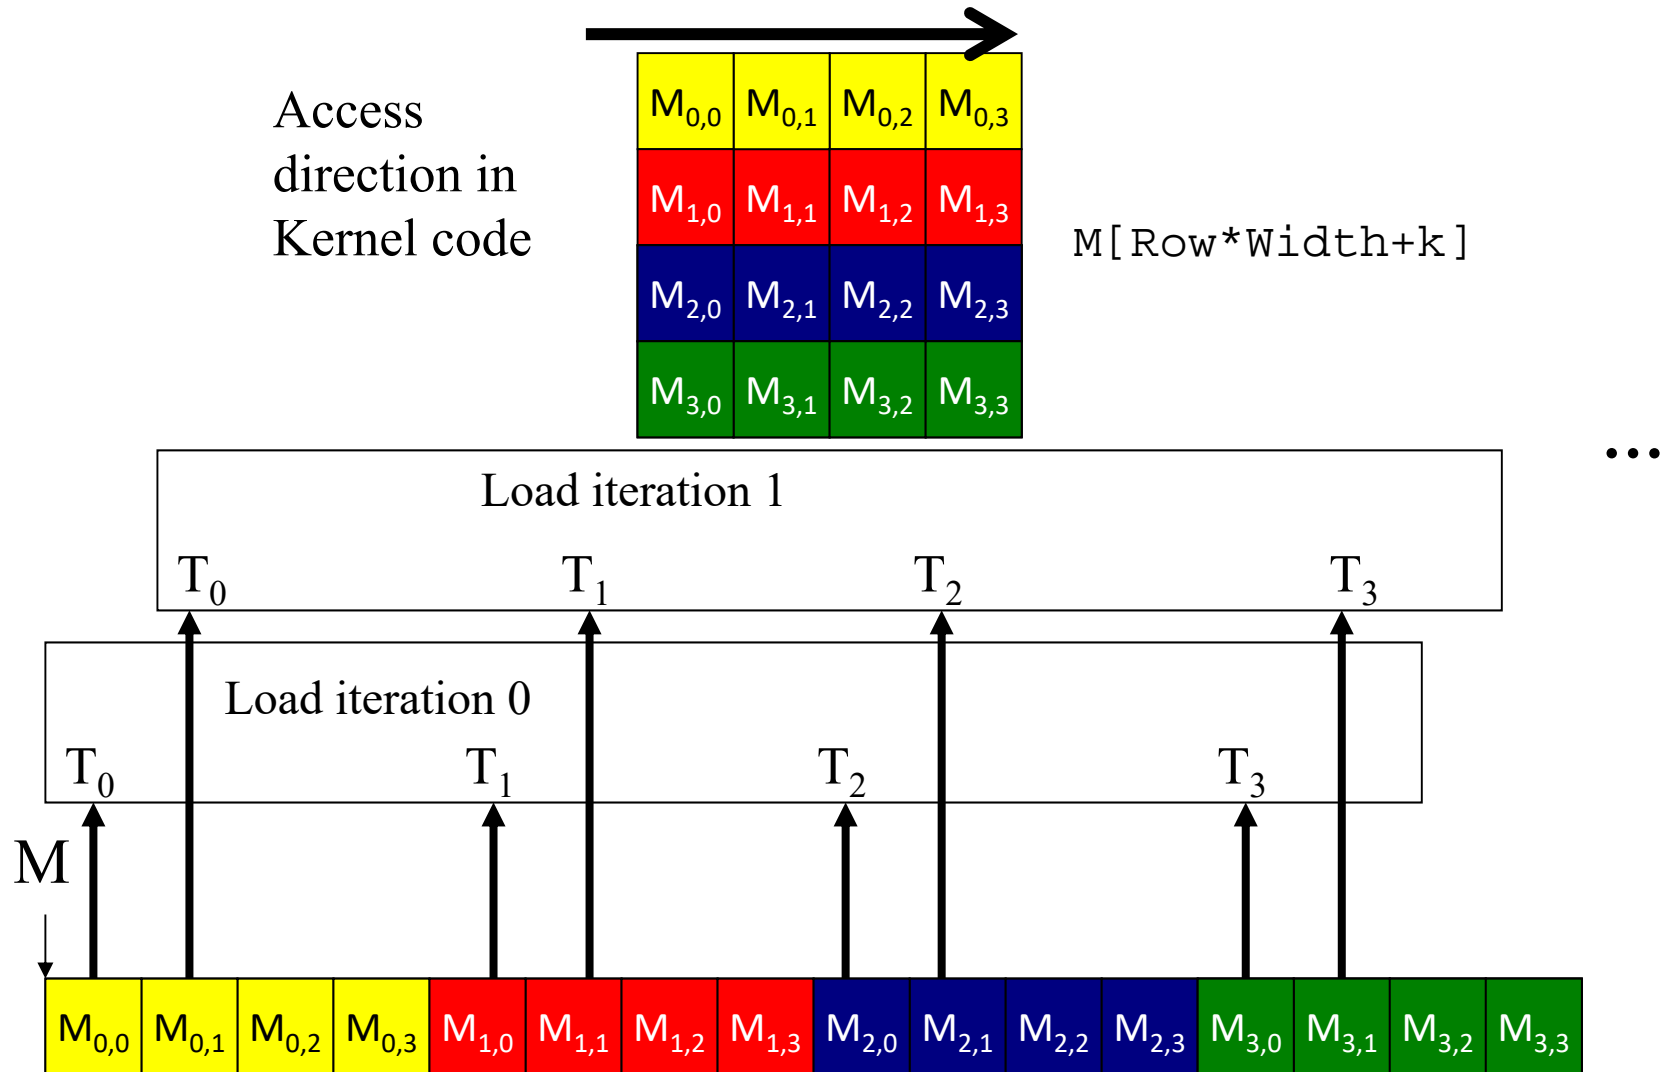 Access
direction in
Kernel code
M0,0 M0,1 M0,2 M0,3
M1,0 M1,1 M1,2 M1,3
M2,0 M2,1 M2,2 M2,3
M3,0 M3,1 M3,2 M3,3
M[Row*Width+k]
...
Load iteration 1
T0 T1 T2 T3
Load iteration 0
T0 T1 T2 T3
M
M0,0 M0,1 M0,2 M0,3 M1,0 M1,1 M1,2 M1,3 M2,0 M2,1 M2,2 M2,3 M3,0 M3,1 M3,2 M3,3